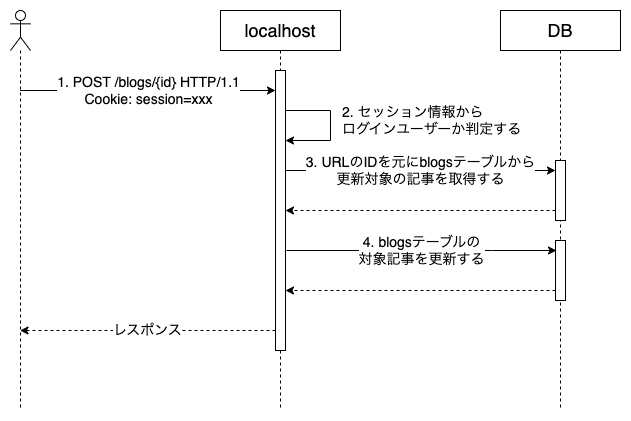 localhost
DB
1. POST /blogs/{id} HTTP/1.1
Cookie: session=xxx
2. セッション情報から
ログインユーザーか判定する
3. URLのIDを元にblogsテーブルから
更新対象の記事を取得する
4. blogsテーブルの
対象記事を更新する
レスポンス